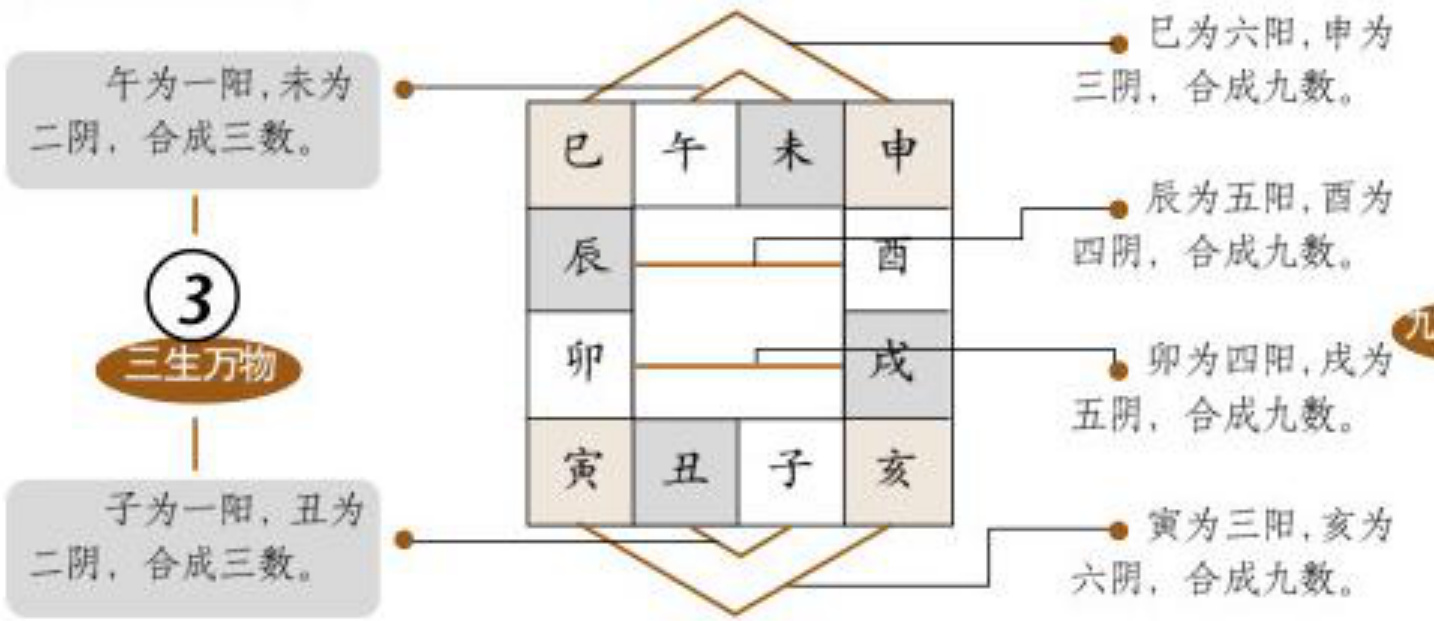 午为一阳，未为
二阴，合成三数。
3
三生万物
子为一阳，丑为
二阴，合成三数。
巳 午 未 申
辰 酉
卯 戌
寅 丑 子 亥
巳为六阳，申为
三阴，合成九数。
辰为五阳，酉为
四阴，合成九数。
卯为四阳，戌为
五阴，合成九数。
寅为三阳，亥为
六阴，合成九数。
九